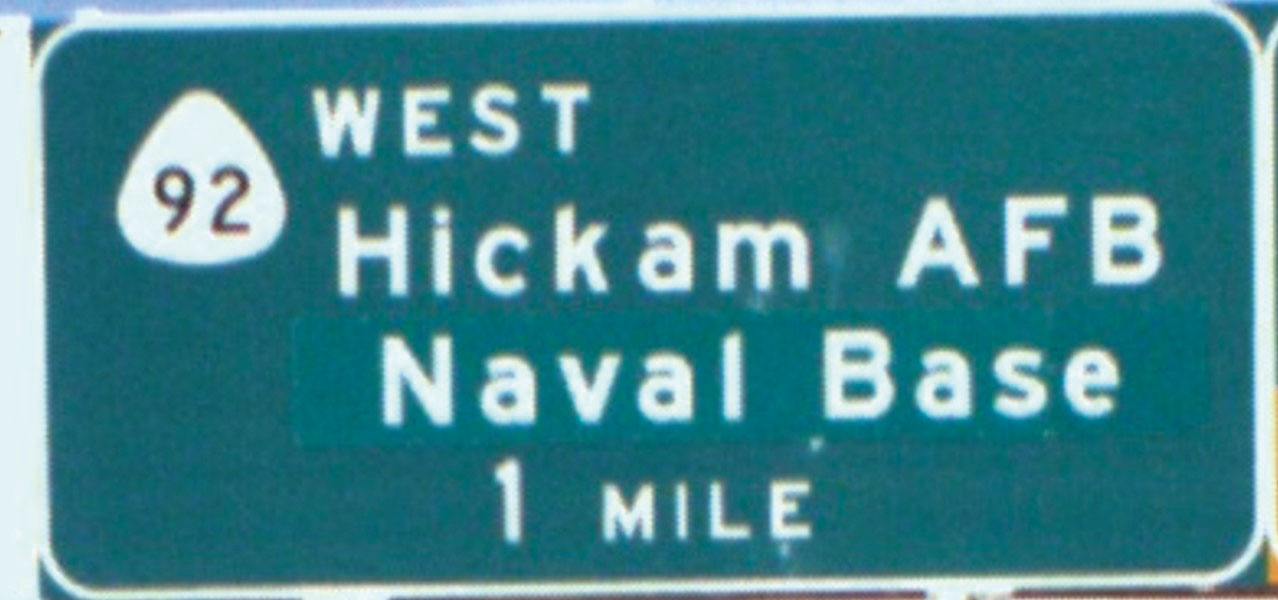 92 WEST
Hickam AFB
Naval Base
1 MILE